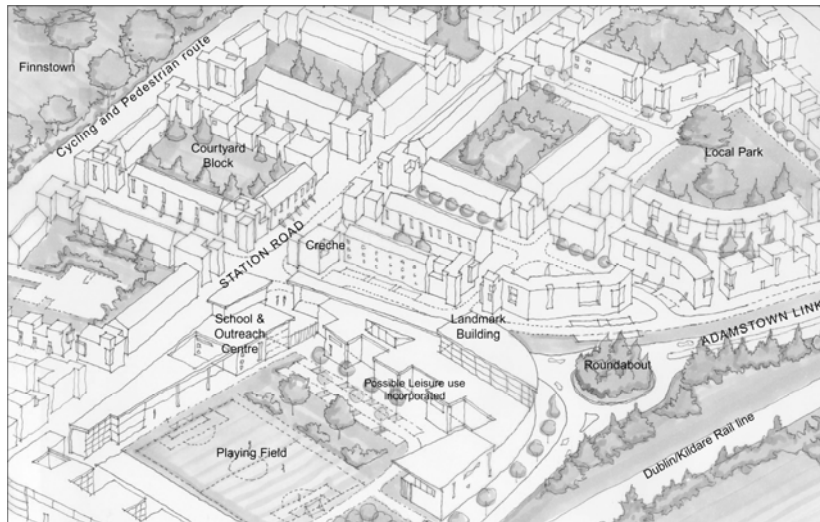 Finnstown
Cycling and Pedestrian route
Courtyard
Block
Local Park
STATION ROAD
Crèche
School &
Outreach
Centre
Landmark
Building
ADAMSTOWN LINK
Roundabout
Possible Leisure use
incorporated
Playing Field
Dublin/Kildare Rail line